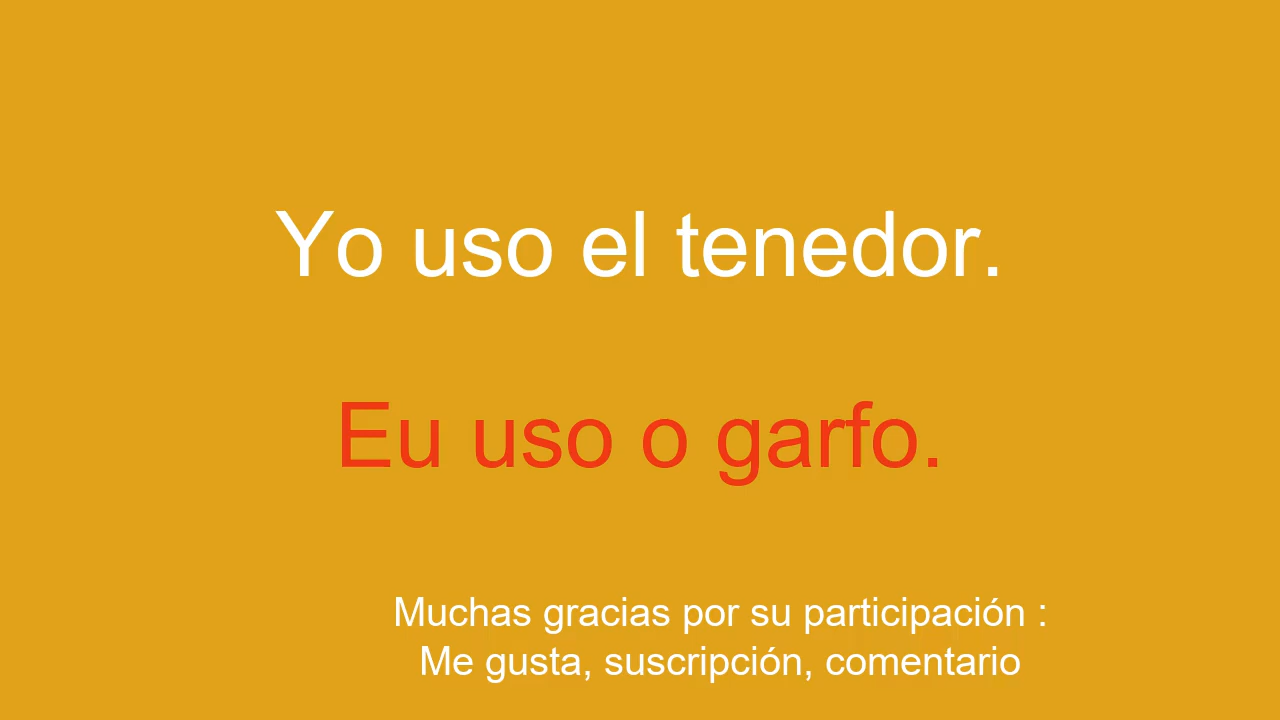 Yo uso el tenedor.
Eu uso o garfo.
Muchas gracias por su participación :
Me gusta, suscripción, comentario